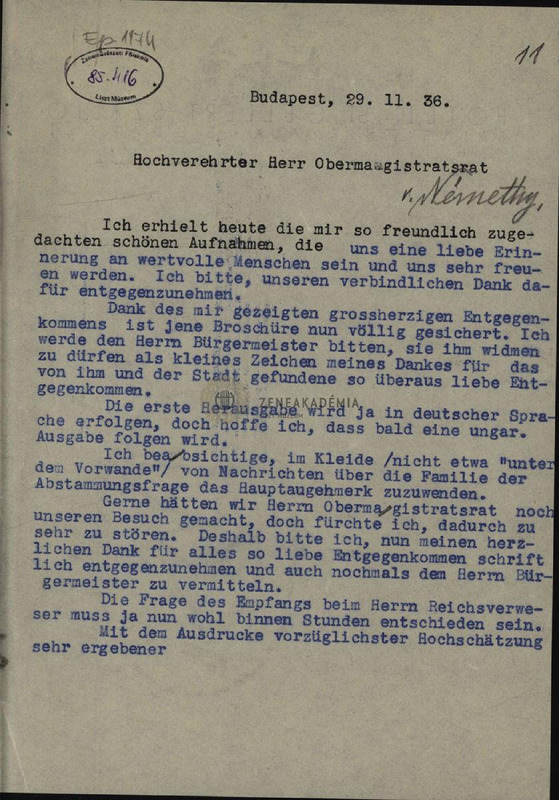 Ep 1174
11
Zeneművészeti Főiskola
85.416
Liszt Múzeum
Budapest, 29. 11. 36.
Hochverehrter Herr Obermaagistratsrat
v. Némethy,
Ich erhielt heute die mir so freundlich zuge-
dachten schönen Aufnahmen, die uns eine liebe Erin-
nerung an wertvolle Menschen sein und uns sehr freu-
en werden. Ich bitte, unseren verbindlichen Dank da-
für entgegenzunehmen.
Dank des mir gezeigten grossherzigen Entgegen-
kommens ist jene Broschüre nun völlig gesichert. Ich
werde den Herrn Bürgermeister bitten, sie ihm widmen
zu dürfen als kleines Zeichen meines Dankes für das
von ihm und der Stadt gefundene so überaus liebe Ent-
gegenkommen.
ZENEAKADÉMIA
Die erste Herausgabe wird ja in deutscher Spra-
che erfolgen, doch hoffe ich, dass bald eine ungar.
Ausgabe folgen wird.
Ich bea/bsichtige, im Kleide /nicht etwa "unter
dem Vorwande"/ von Nachrichten über die Familie der
Abstammungsfrage das Hauptaugehmerk zuzuwenden.
Gerne hätten wir Herrn Oberma/gistratsrat noch
unseren Besuch gemacht, doch fürchte ich, dadurch zu
sehr zu stören. Deshalb bitte ich, nun meinen herz-
lichen Dank für alles so liebe Entgegenkommen schrift
lich entgegenzunehmen und auch nochmals dem Herrn Bür-
germeister zu vermitteln.
Die Frage des Empfangs beim Herrn Reichsverwe-
ser muss ja nun wohl binnen Stunden entschieden sein.
Mit dem Ausdrucke vorzüglichster Hochschätzung
sehr ergebener